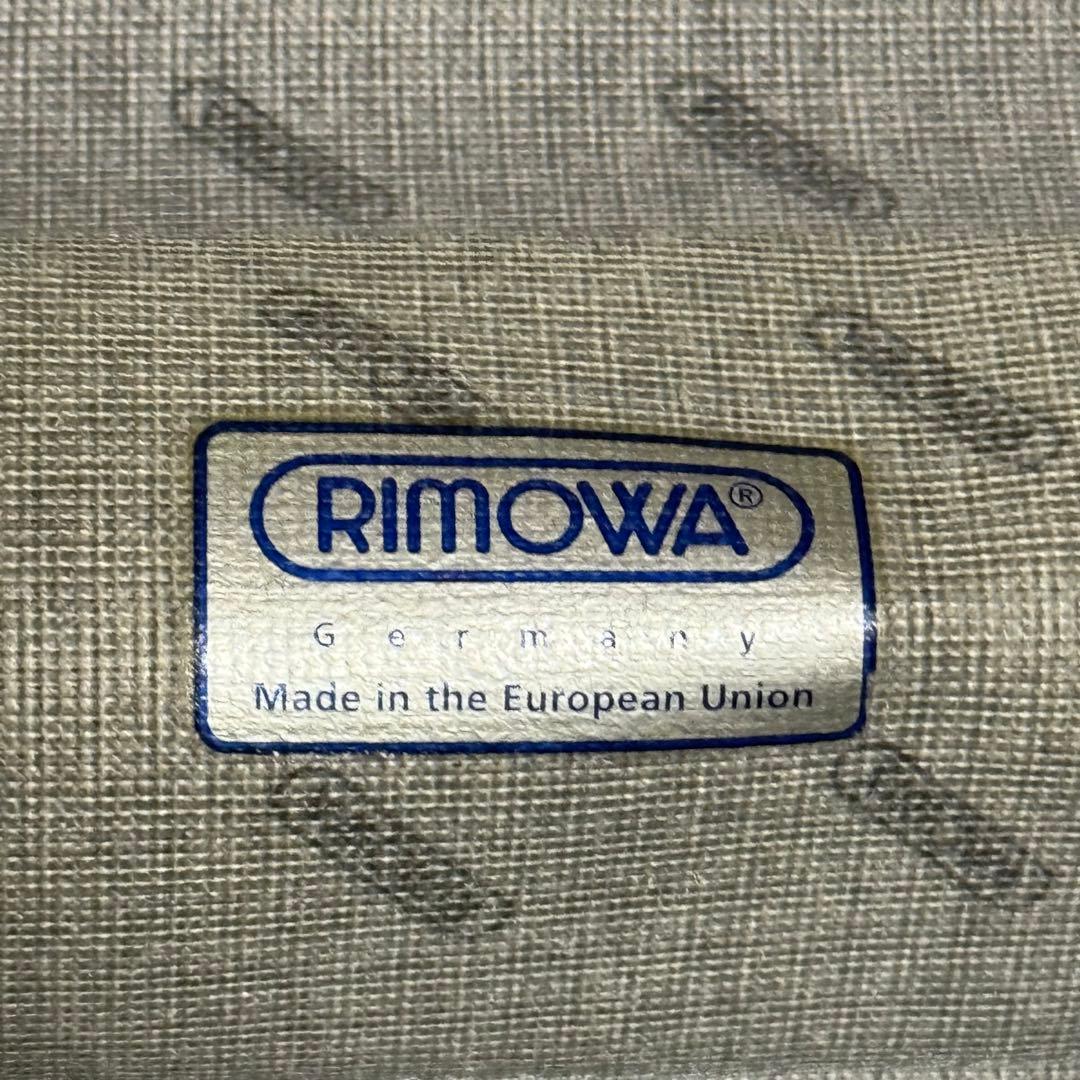 RIMOWA®
Germany
Made in the European Union